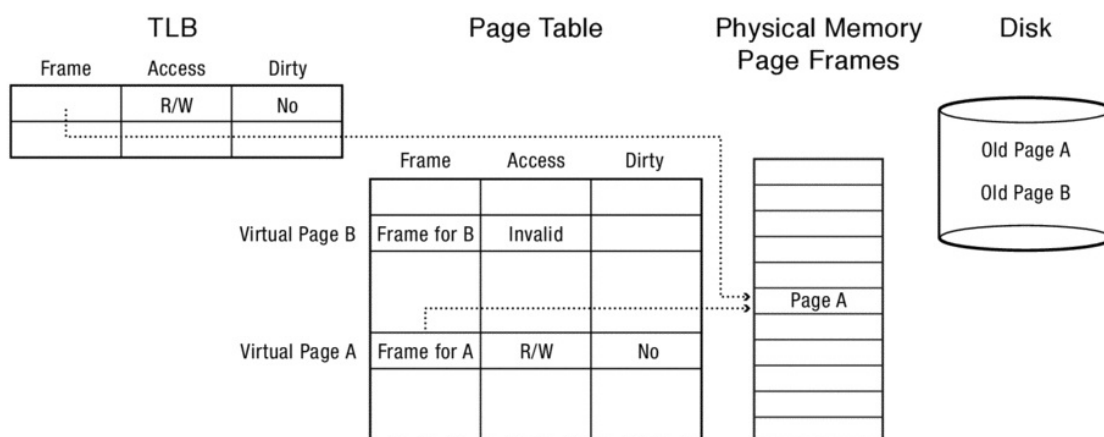 TLB
Page Table
Physical Memory
Page Frames
Disk
Frame Access Dirty
R/W No
Old Page A
Old Page B
Frame Access Dirty
Virtual Page B Frame for B Invalid
Page A
Virtual Page A Frame for A R/W No